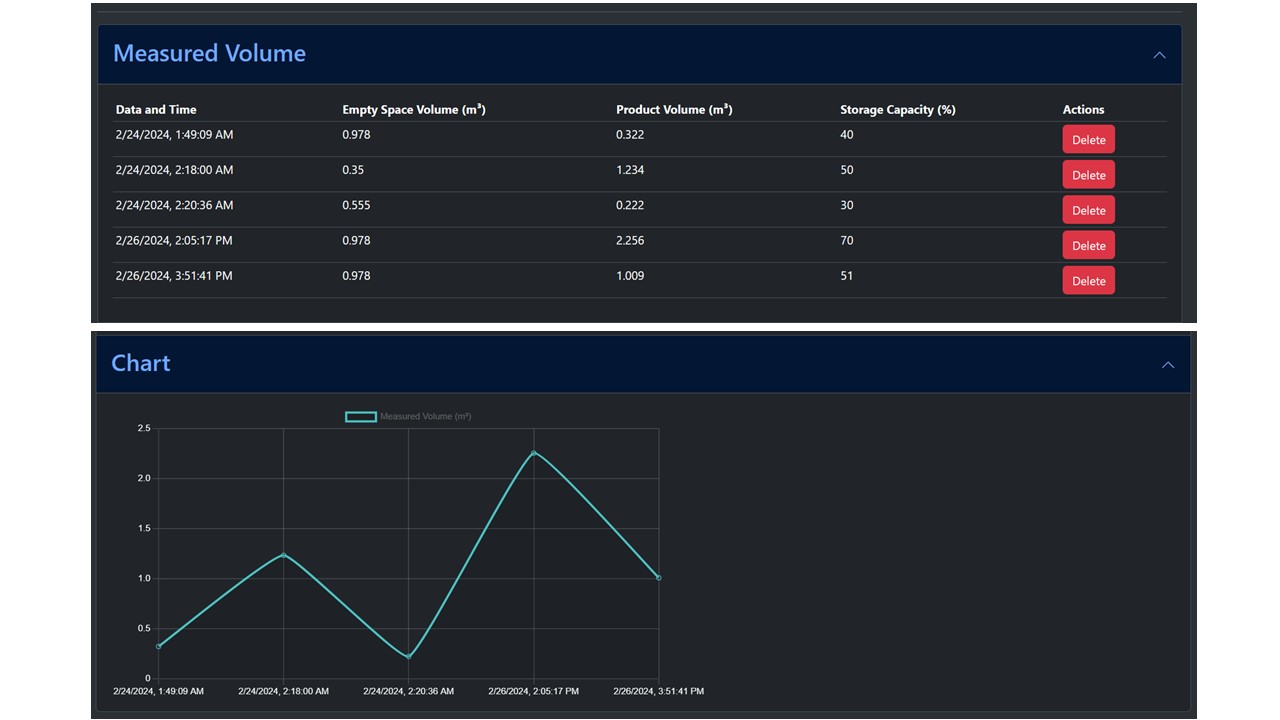 Measured Volume
Data and Time Empty Space Volume (m³) Product Volume (m³) Storage Capacity (%) Actions
2/24/2024, 1:49:09 AM 0.978 0.322 40 Delete
2/24/2024, 2:18:00 AM 0.35 1.234 50 Delete
2/24/2024, 2:20:36 AM 0.555 0.222 30 Delete
2/26/2024, 2:05:17 PM 0.978 2.256 70 Delete
2/26/2024, 3:51:41 PM 0.978 1.009 51 Delete
Chart
Measured Volume (m³)
2.5
2.0
1.5
1.0
0.5
0
2/24/2024, 1:49:09 AM 2/24/2024, 2:18:00 AM 2/24/2024, 2:20:36 AM 2/26/2024, 2:05:17 PM 2/26/2024, 3:51:41 PM